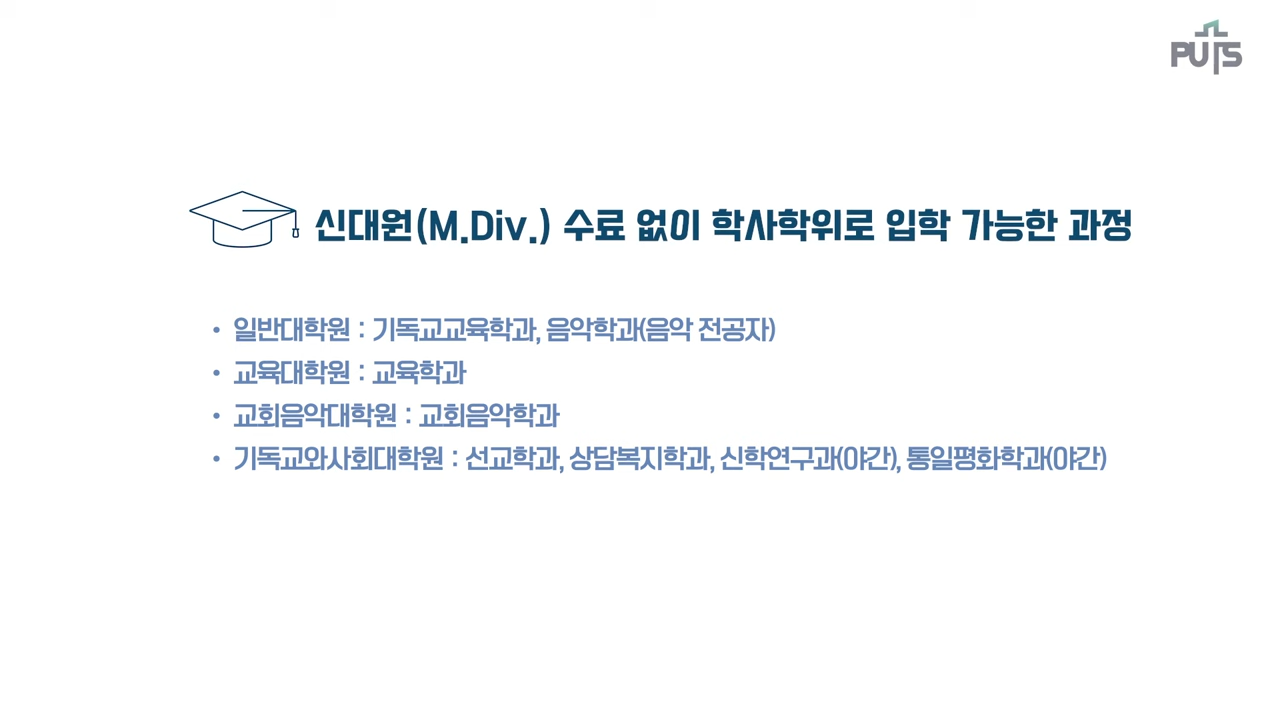 PUTS
신대원(M.Div.) 수료 없이 학사학위로 입학 가능한 과정
• 일반대학원 : 기독교교육학과, 음악학과(음악 전공자)
• 교육대학원 : 교육학과
• 교회음악대학원 : 교회음악학과
• 기독교와사회대학원 : 선교학과, 상담복지학과, 신학연구과(야간), 통일평화학과(야간)